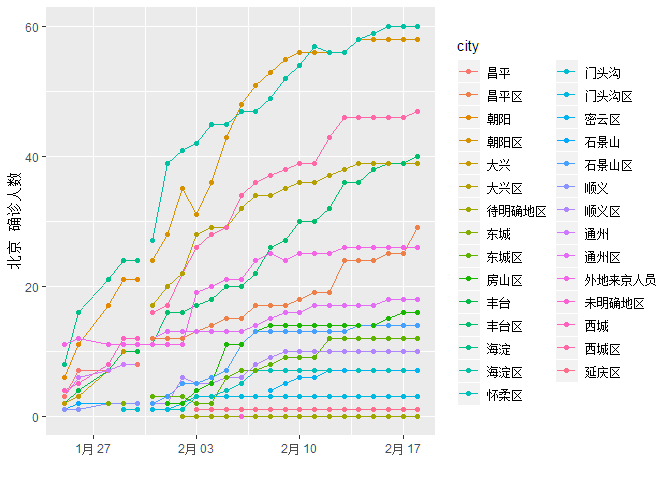 60
40
20
0
北京 确诊人数
1月 27
2月 03
2月 10
2月 17
city
昌平
昌平区
朝阳
朝阳区
大兴
大兴区
待明确地区
东城
东城区
房山区
丰台
丰台区
海淀
海淀区
怀柔区
门头沟
门头沟区
密云区
石景山
石景山区
顺义
顺义区
通州
通州区
外地来京人员
未明确地区
西城
西城区
延庆区